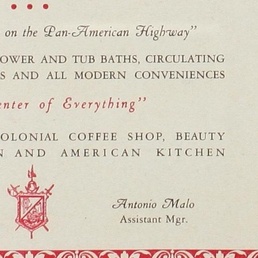 on the Pan-American Highway"
OWER AND TUB BATHS, CIRCULATING
S AND ALL MODERN CONVENIENCES
enter of Everything"
OLONIAL COFFEE SHOP, BEAUTY
N AND AMERICAN KITCHEN
Antonio Malo
Assistant Mgr.